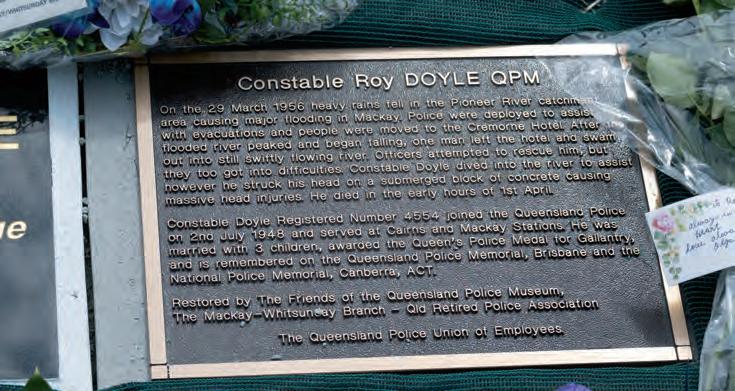 /WHITSUNDAY
Constable Roy DOYLE QPM
On the 29 March 1956 heavy rains fell in the Pioneer River catchment
area causing major flooding in Mackay. Police were deployed to assist
with evacuations and people were moved to the Cremorne Hotel. After
flooded river peaked and began falling, one man left the hotel and swam
out into still swiftly flowing river. Officers attempted to rescue him, but
they too got into difficulties. Constable Doyle dived into the river to assist
however he struck his head on a submerged block of concrete causing
massive head injuries. He died in the early hours of 1st April.
Constable Doyle Registered Number 4554 joined the Queensland Police
on 2nd July 1948 and served at Cairns and Mackay Stations. He was
married with 3 children, awarded the Queen's Police Medal for Gallantry,
and is remembered on the Queensland Police Memorial, Brisbane and the
National Police Memorial, Canberra, ACT.
Restored by The Friends of the Queensland Police Museum,
The Mackay-Whitsunday Branch - Qld Retired Police Association
The Queensland Police Union of Employees.
always in